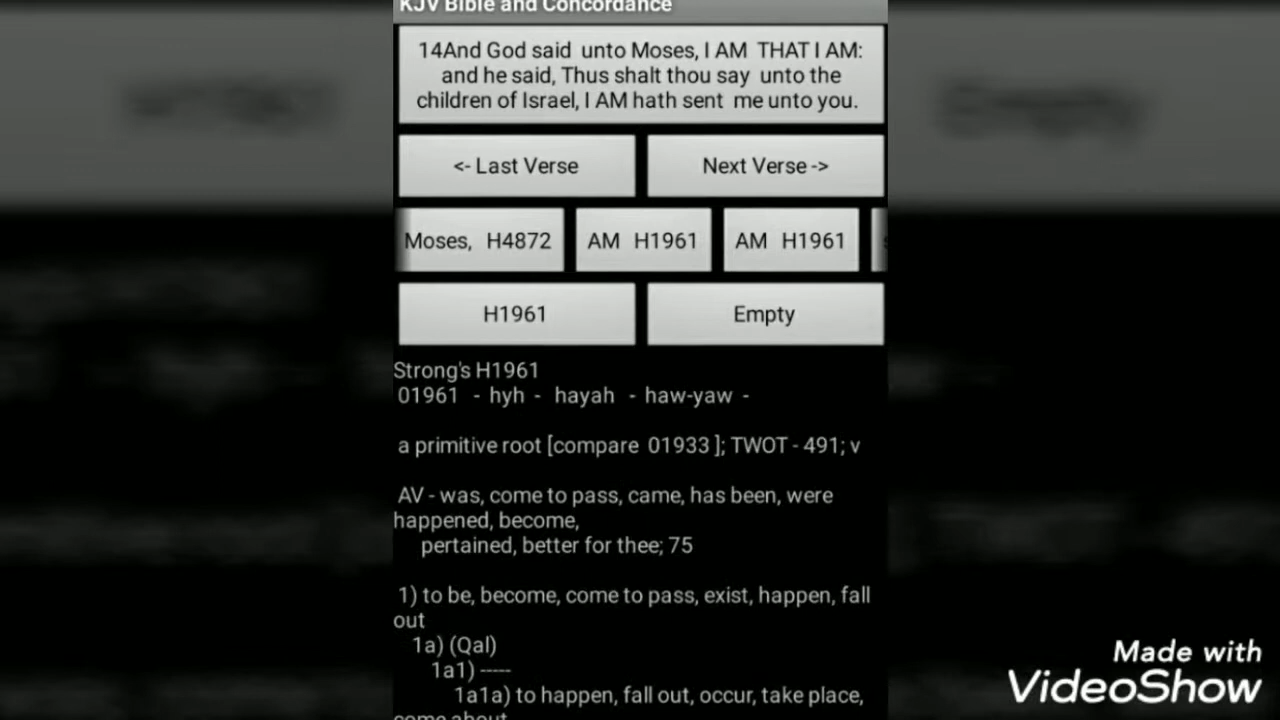 KJV Bible and Concordance
14And God said unto Moses, I AM THAT I AM:
and he said, Thus shalt thou say unto the
children of Israel, I AM hath sent me unto you.
<- Last Verse
Next Verse ->
Moses, H4872
AM H1961
AM H1961
H1961
Empty
Strong's H1961
01961 - hyh - hayah - haw-yaw -
a primitive root [compare 01933 ]; TWOT - 491; v
AV - was, come to pass, came, has been, were
happened, become,
pertained, better for thee; 75
1) to be, become, come to pass, exist, happen, fall
out
1a) (Qal)
1a1) -----
1a1a) to happen, fall out, occur, take place,
come about
Made with
VideoShow